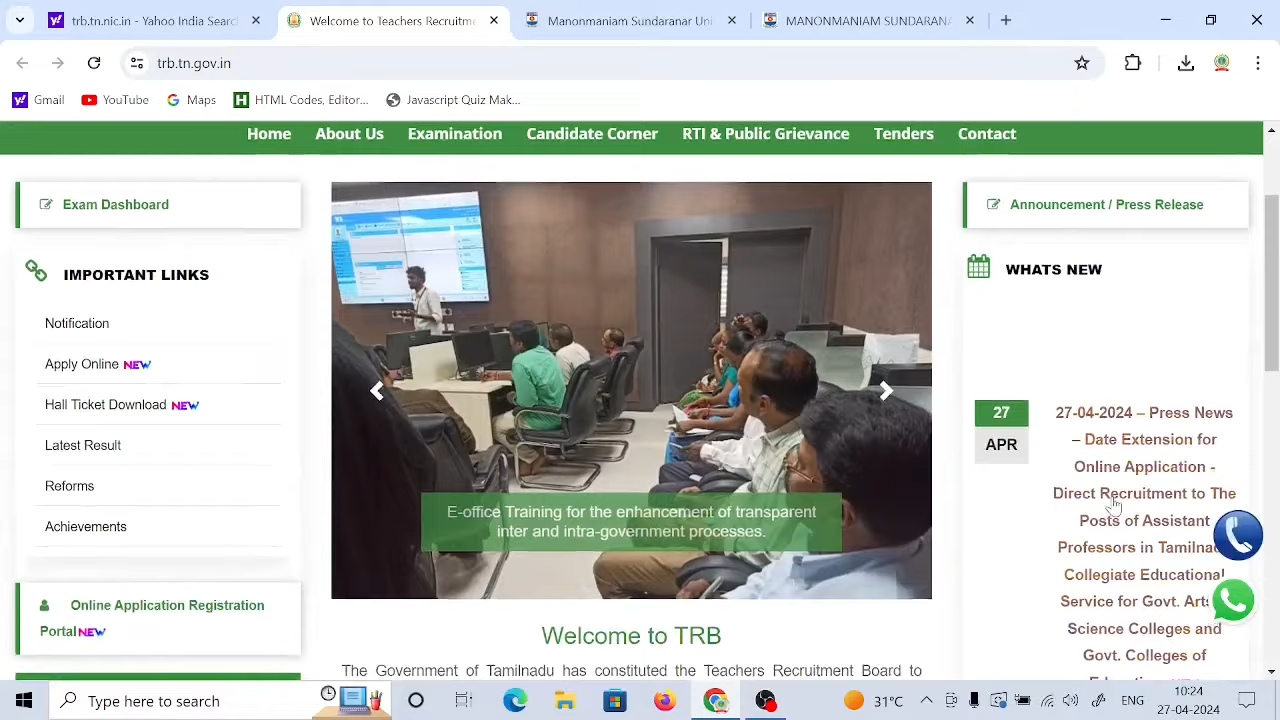 trb.tn.nic.in - Yahoo India Search
Welcome to Teachers Recruitme
Manonmaniam Sundaranar Uni
MANONMANIAM SUNDARANA
trb.tn.gov.in
Gmail
YouTube
Maps
HTML Codes, Editor...
Javascript Quiz Mak...
Home
About Us
Examination
Candidate Corner
RTI & Public Grievance
Tenders
Contact
Exam Dashboard
IMPORTANT LINKS
Notification
Apply Online NEW
Hall Ticket Download NEW
Latest Result
Reforms
Achievements
Online Application Registration
Portal NEW
E-office Training for the enhancement of transparent
inter and intra-government processes.
Welcome to TRB
The Government of Tamilnadu has constituted the Teachers Recruitment Board to
Announcement / Press Release
WHATS NEW
27
APR
27-04-2024 – Press News
– Date Extension for
Online Application -
Direct Recruitment to The
Posts of Assistant
Professors in Tamilnad
Collegiate Educational
Service for Govt. Arts
Science Colleges and
Govt. Colleges of
Type here to search
31°C
10:24
27-04-2024